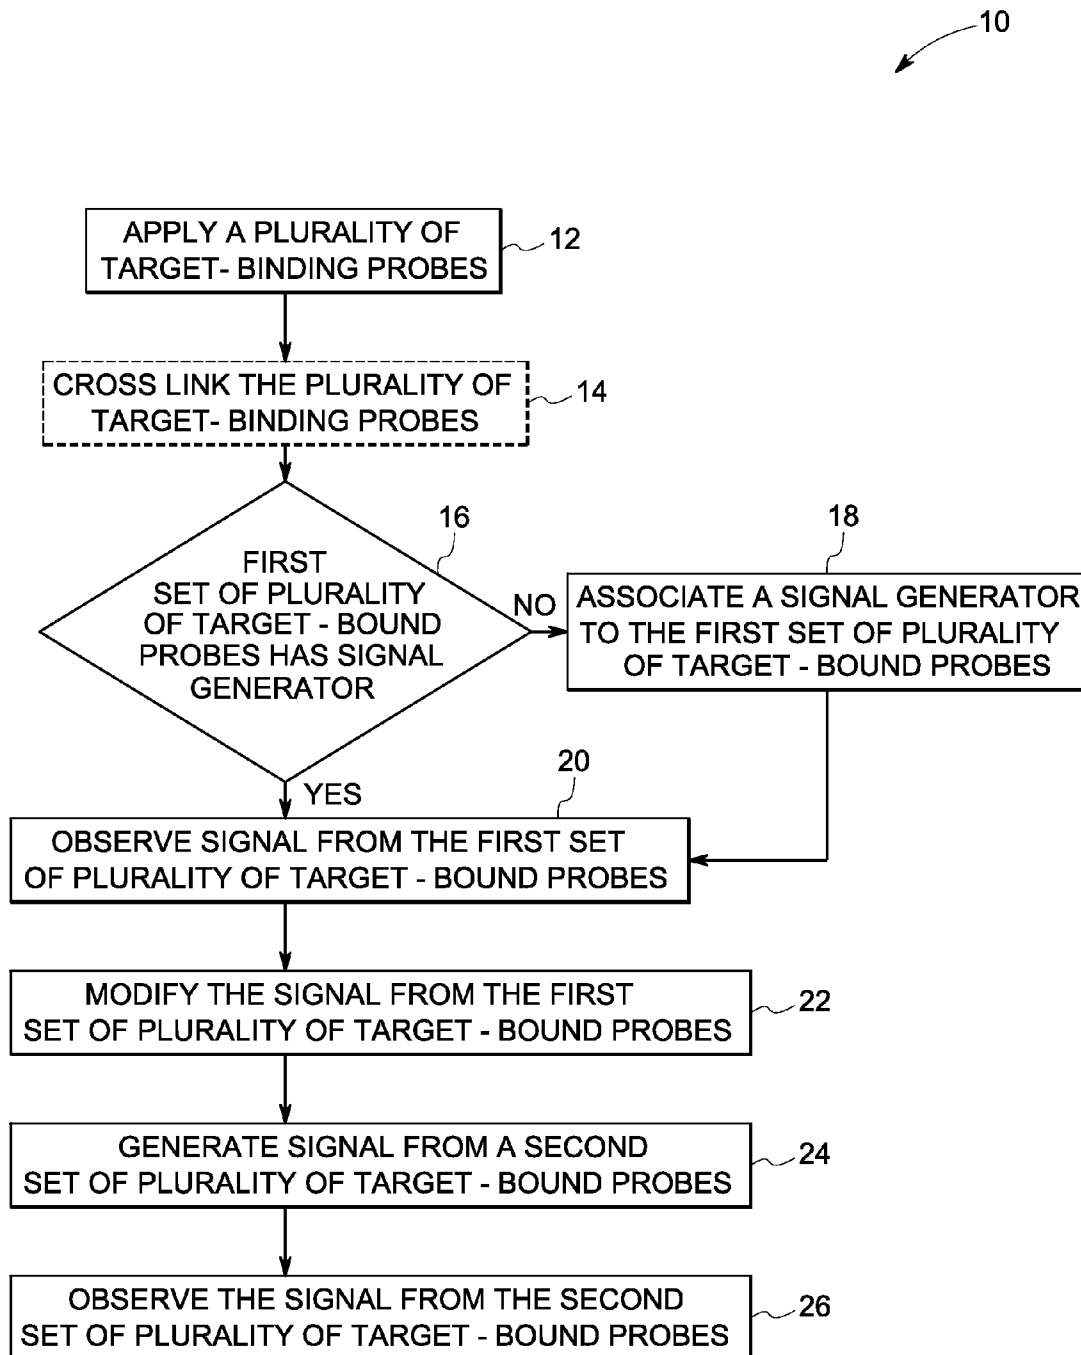 10
APPLY A PLURALITY OF
TARGET- BINDING PROBES
12
CROSS LINK THE PLURALITY OF
TARGET- BINDING PROBES
14
16
FIRST
SET OF PLURALITY
OF TARGET - BOUND
PROBES HAS SIGNAL
GENERATOR
NO
18
ASSOCIATE A SIGNAL GENERATOR
TO THE FIRST SET OF PLURALITY
OF TARGET - BOUND PROBES
YES
20
OBSERVE SIGNAL FROM THE FIRST SET
OF PLURALITY OF TARGET - BOUND PROBES
MODIFY THE SIGNAL FROM THE FIRST
SET OF PLURALITY OF TARGET - BOUND PROBES
22
GENERATE SIGNAL FROM A SECOND
SET OF PLURALITY OF TARGET - BOUND PROBES
24
OBSERVE THE SIGNAL FROM THE SECOND
SET OF PLURALITY OF TARGET - BOUND PROBES
26